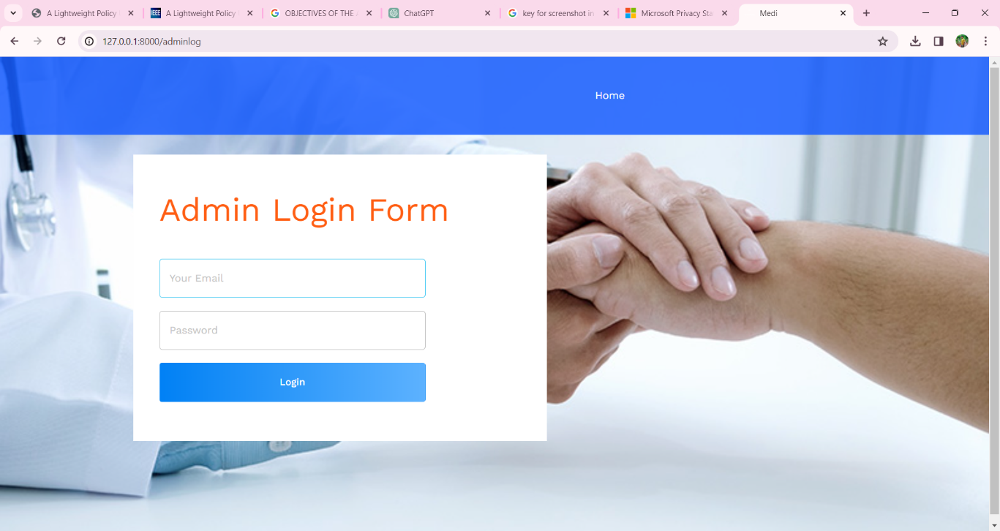 A Lightweight Policy
IEEE
A Lightweight Policy
OBJECTIVES OF THE
ChatGPT
key for screenshot in
Microsoft Privacy Sta
Medi
127.0.0.1:8000/adminlog
Home
Admin Login Form
Your Email
Password
Login